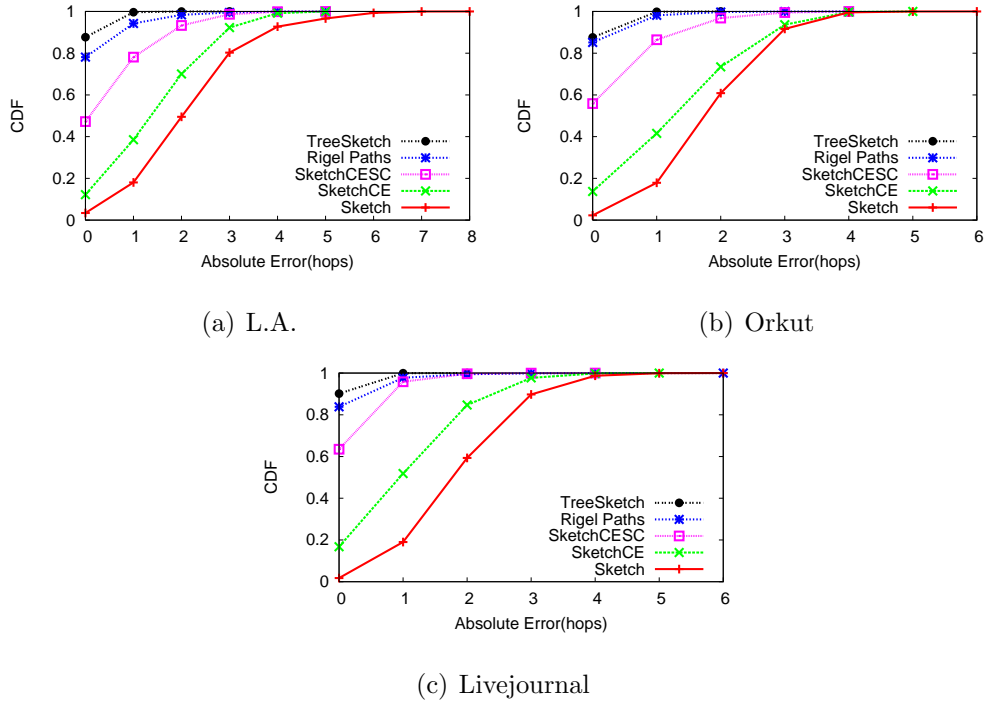 1
0.8
0.6
0.4
0.2
0
CDF
TreeSketch
Rigel Paths
SketchCESC
SketchCE
Sketch
0 1 2 3 4 5 6 7 8
Absolute Error(hops)
(a) L.A.
1
0.8
0.6
0.4
0.2
0
CDF
TreeSketch
Rigel Paths
SketchCESC
SketchCE
Sketch
0 1 2 3 4 5 6
Absolute Error(hops)
(b) Orkut
1
0.8
0.6
0.4
0.2
0
CDF
TreeSketch
Rigel Paths
SketchCESC
SketchCE
Sketch
0 1 2 3 4 5 6
Absolute Error(hops)
(c) Livejournal